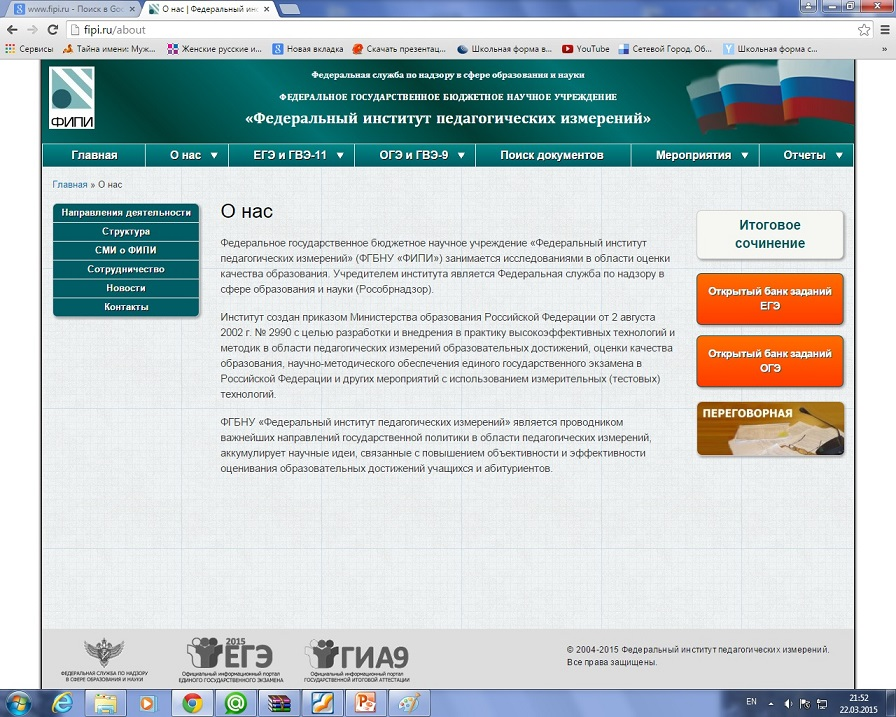 www.fipi.ru - Поиск в Goo
О нас | Федеральный инс
fipi.ru/about
Сервисы
Тайна имени: Муж...
Женские русские и...
Новая вкладка
Скачать презентац...
Школьная форма в...
YouTube
Сетевой Город. Об...
Школьная форма с...
»
ФИПИ
Федеральная служба по надзору в сфере образования и науки
ФЕДЕРАЛЬНОЕ ГОСУДАРСТВЕННОЕ БЮДЖЕТНОЕ НАУЧНОЕ УЧРЕЖДЕНИЕ
«Федеральный институт педагогических измерений»
Главная
О нас
ЕГЭ и ГВЭ-11
ОГЭ и ГВЭ-9
Поиск документов
Мероприятия
Отчеты
Главная » О нас
Направления деятельности
Структура
СМИ о ФИПИ
Сотрудничество
Новости
Контакты
О нас
Федеральное государственное бюджетное научное учреждение «Федеральный институт
педагогических измерений» (ФГБНУ «ФИПИ») занимается исследованиями в области оценки
качества образования. Учредителем института является Федеральная служба по надзору в
сфере образования и науки (Рособрнадзор).
Институт создан приказом Министерства образования Российской Федерации от 2 августа
2002 г. № 2990 с целью разработки и внедрения в практику высокоэффективных технологий и
методик в области педагогических измерений образовательных достижений, оценки качества
образования, научно-методического обеспечения единого государственного экзамена в
Российской Федерации и других мероприятий с использованием измерительных (тестовых)
технологий.
ФГБНУ «Федеральный институт педагогических измерений» является проводником
важнейших направлений государственной политики в области педагогических измерений,
аккумулирует научные идеи, связанные с повышением объективности и эффективности
оценивания образовательных достижений учащихся и абитуриентов.
Итоговое
сочинение
Открытый банк заданий
ЕГЭ
Открытый банк заданий
ОГЭ
ПЕРЕГОВОРНАЯ
ФЕДЕРАЛЬНАЯ СЛУЖБА ПО НАДЗОРУ
В СФЕРЕ ОБРАЗОВАНИЯ И НАУКИ
2015
ЕГЭ
Официальный информационный портал
ЕДИНОГО ГОСУДАРСТВЕННОГО ЭКЗАМЕНА
ГИА9
Официальный информационный портал
ГОСУДАРСТВЕННОЙ ИТОГОВОЙ АТТЕСТАЦИИ
© 2004-2015 Федеральный институт педагогических измерений.
Все права защищены.
EN
21:52
22.03.2015